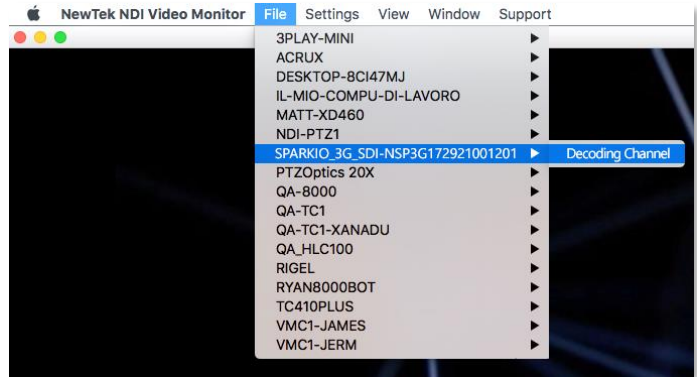 NewTek NDI Video Monitor File Settings View Window Support
3PLAY-MINI
ACRUX
DESKTOP-8CI47MJ
IL-MIO-COMPU-DI-LAVORO
MATT-XD460
NDI-PTZ1
SPARKIO_3G_SDI-NSP3G172921001201 Decoding Channel
PTZOptics 20X
QA-8000
QA-TC1
QA-TC1-XANADU
QA_HLC100
RIGEL
RYAN8000BOT
TC410PLUS
VMC1-JAMES
VMC1-JERM